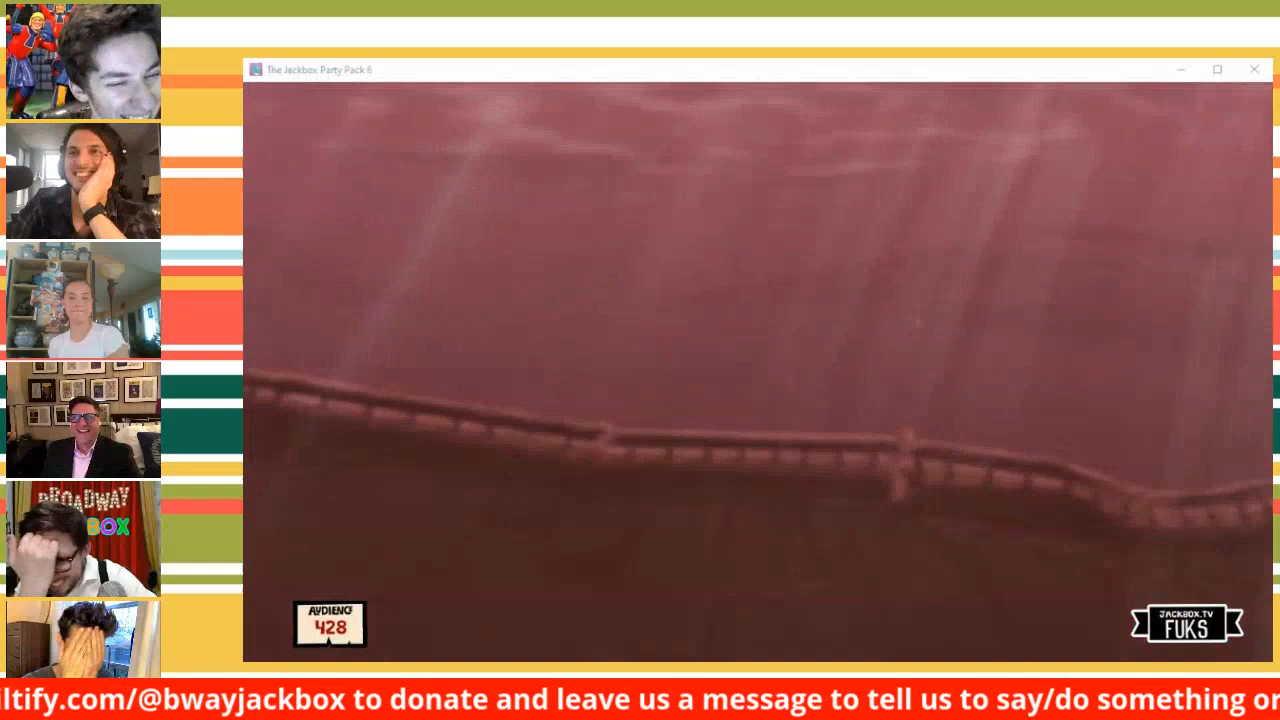 The Jackbox Party Pack 6
BROADWAY
BOX
AUDIENCE
428
JACKBOX.TV
FUKS
iltify.com/@bwayjackbox to donate and leave us a message to tell us to say/do something or